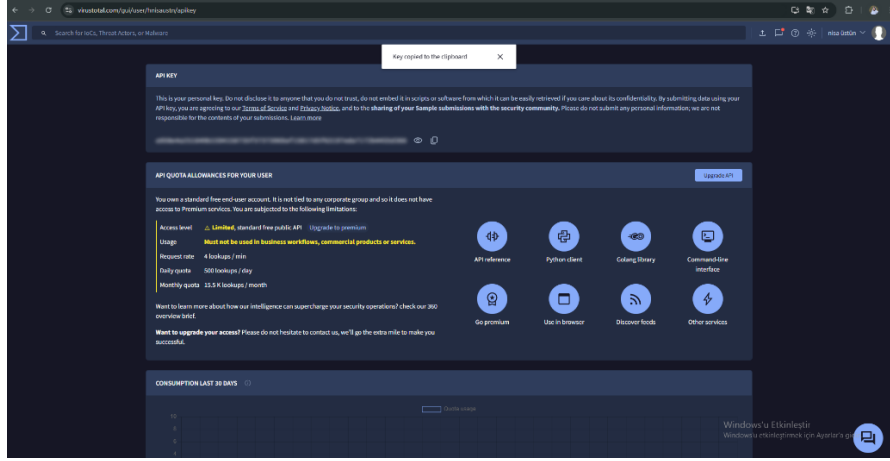 virustotal.com/gui/user/1nisaustn/apikey
Search for IoCs, Threat Actors, or Malware
nisa üstün
Key copied to the clipboard
API KEY
This is your personal key. Do not disclose it to anyone that you do not trust, do not embed it in scripts or software from which it can be easily retrieved if you care about its confidentiality. By submitting data using your
API key, you are agreeing to our Terms of Service and Privacy Notice, and to the sharing of your Sample submissions with the security community. Please do not submit any personal information; we are not
responsible for the contents of your submissions. Learn more
API QUOTA ALLOWANCES FOR YOUR USER
Upgrade API
You own a standard free end-user account. It is not tied to any corporate group and so it does not have
access to Premium services. You are subjected to the following limitations:
Access level Limited, standard free public API Upgrade to premium
Usage Must not be used in business workflows, commercial products or services.
Request rate 4 lookups / min
Daily quota 500 lookups / day
Monthly quota 15.5 K lookups / month
Want to learn more about how our intelligence can supercharge your security operations? check our 360
overview brief.
Want to upgrade your access? Please do not hesitate to contact us, we'll go the extra mile to make you
successful.
API reference
Python client
Golang library
Command-line
interface
Go premium
Use in browser
Discover feeds
Other services
CONSUMPTION LAST 30 DAYS
Quota usage
10
8
6
4
Windows'u Etkinleştir
Windows'u etkinleştirmek için Ayarlar'a